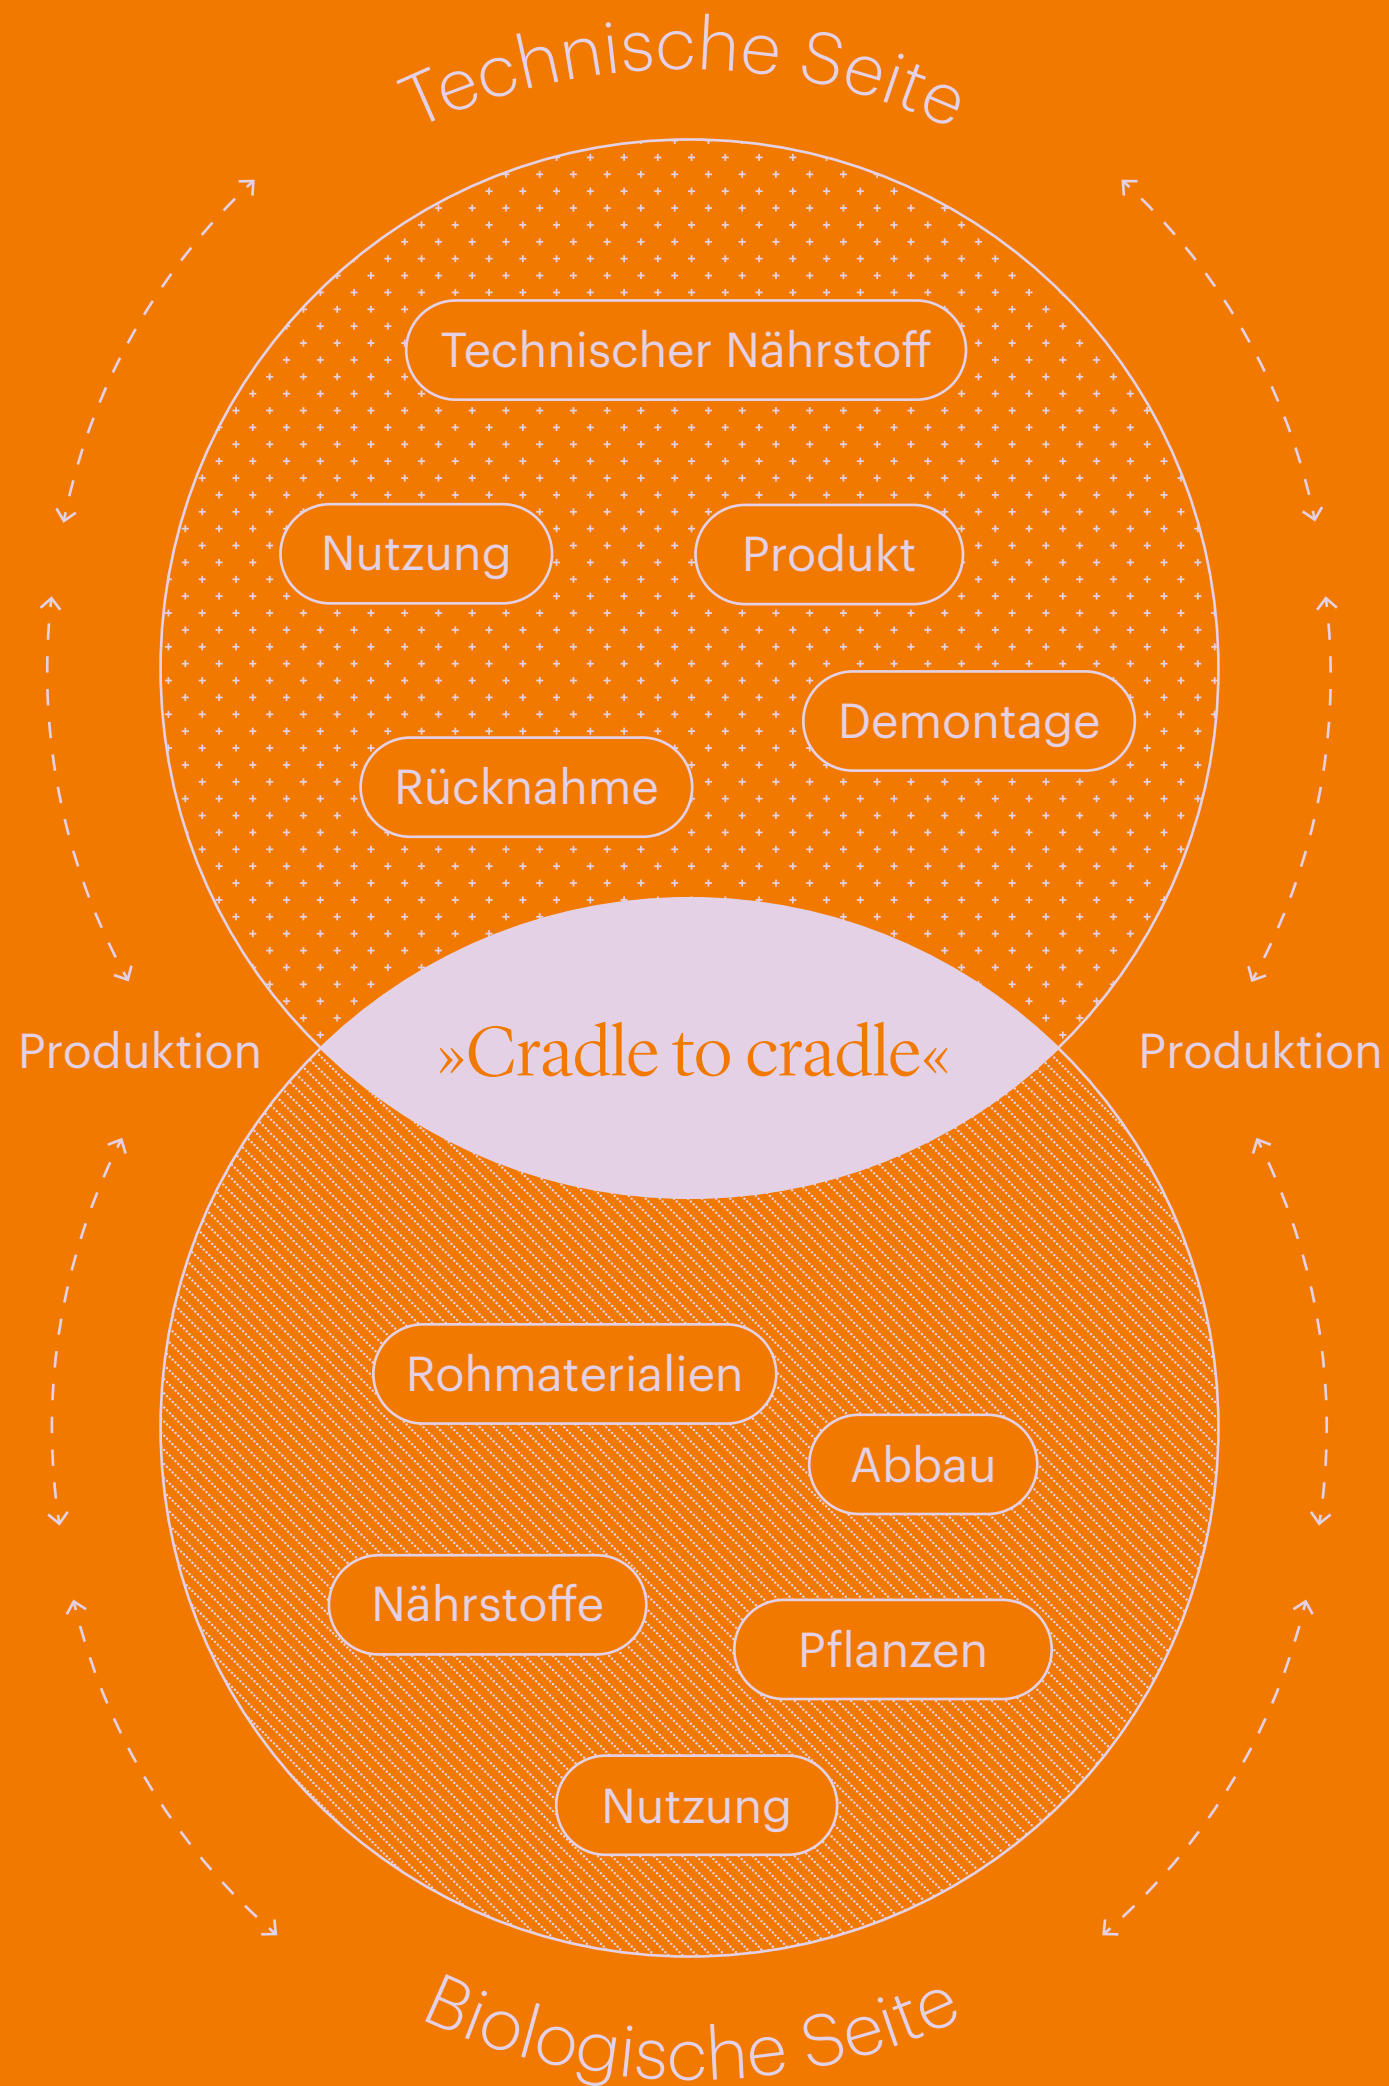 Technische Seite
Technischer Nährstoff
Nutzung
Produkt
Demontage
Rücknahme
Produktion
»Cradle to cradle«
Produktion
Rohmaterialien
Abbau
Nährstoffe
Pflanzen
Nutzung
Biologische Seite